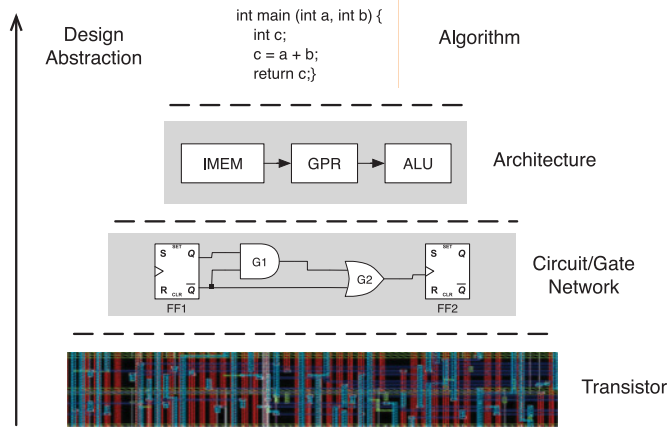 Design
Abstraction
int main (int a, int b) {
int c;
c = a + b;
return c;}
Algorithm
IMEM
GPR
ALU
Architecture
S SET Q
R CLR Q
FF1
G1
G2
S SET Q
R CLR Q
FF2
Circuit/Gate
Network
Transistor